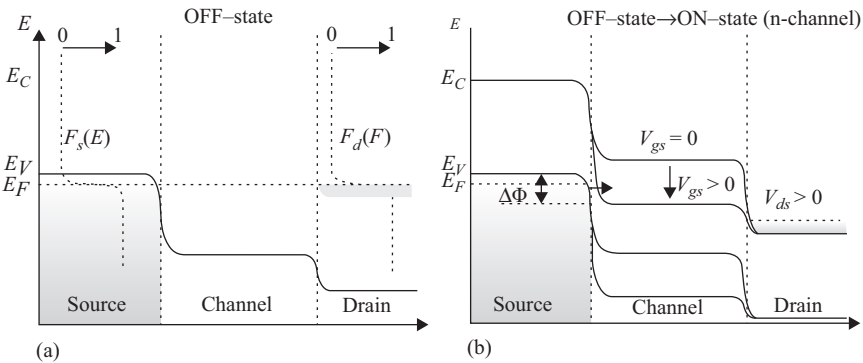 E
OFF–state
0 1
0 1
E_C
F_s(E)
F_d(F)
E_V
E_F
Source
Channel
Drain
(a)
E
OFF–state→ON–state (n-channel)
E_C
V_gs = 0
E_V
E_F
V_gs > 0
V_ds > 0
ΔΦ
Source
Channel
Drain
(b)